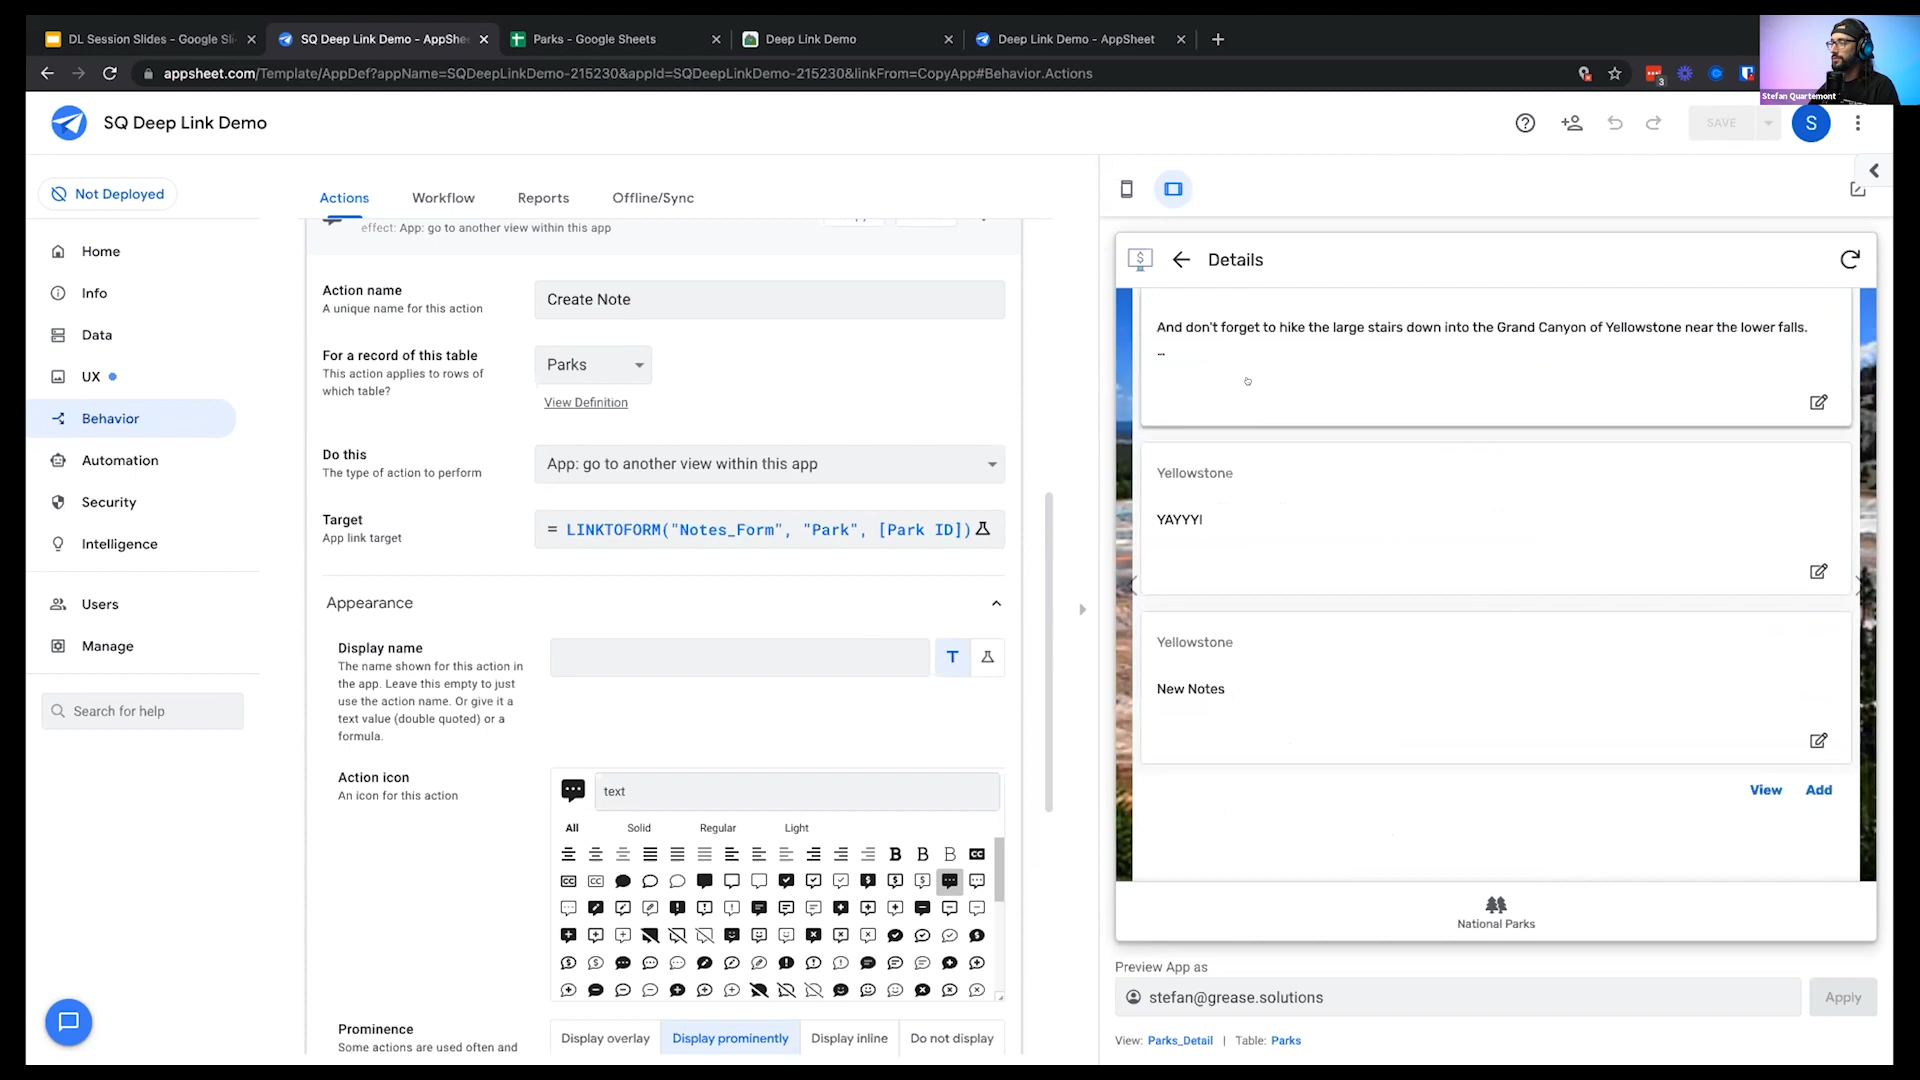 DL Session Slides - Google Sli
SQ Deep Link Demo - AppShe
Parks - Google Sheets
Deep Link Demo
Deep Link Demo - AppSheet
appsheet.com/Template/AppDef?appName=SQDeepLinkDemo-215230&appId=SQDeepLinkDemo-215230&linkFrom=CopyApp#Behavior.Actions
3
Stefan Quartemont
SQ Deep Link Demo
SAVE
S
Not Deployed
Home
Info
Data
UX
Behavior
Automation
Security
Intelligence
Users
Manage
Search for help
Actions
Workflow
Reports
Offline/Sync
effect: App: go to another view within this app
Action name
A unique name for this action
Create Note
For a record of this table
This action applies to rows of
which table?
Parks
View Definition
Do this
The type of action to perform
App: go to another view within this app
Target
App link target
= LINKTOFORM("Notes_Form", "Park", [Park ID])
Appearance
Display name
The name shown for this action in
the app. Leave this empty to just
use the action name. Or give it a
text value (double quoted) or a
formula.
T
Action icon
An icon for this action
text
All
Solid
Regular
Light
Prominence
Some actions are used often and
Display overlay
Display prominently
Display inline
Do not display
Details
And don't forget to hike the large stairs down into the Grand Canyon of Yellowstone near the lower falls.
...
Yellowstone
YAYYY!
Yellowstone
New Notes
View
Add
National Parks
Preview App as
stefan@grease.solutions
Apply
View: Parks_Detail | Table: Parks